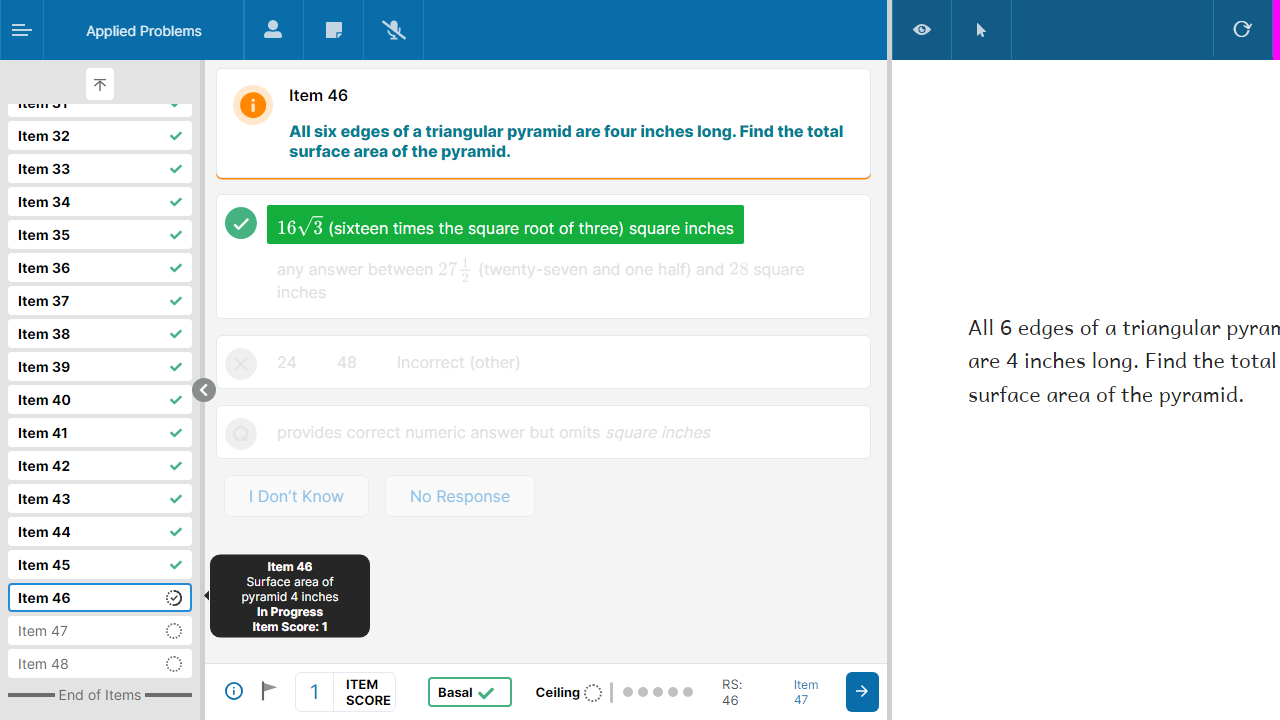 Applied Problems
Item 31
Item 32
Item 33
Item 34
Item 35
Item 36
Item 37
Item 38
Item 39
Item 40
Item 41
Item 42
Item 43
Item 44
Item 45
Item 46
Item 47
Item 48
End of Items
Item 46
All six edges of a triangular pyramid are four inches long. Find the total
surface area of the pyramid.
16√3 (sixteen times the square root of three) square inches
any answer between 27 1/2 (twenty-seven and one half) and 28 square
inches
24 48 Incorrect (other)
Q provides correct numeric answer but omits square inches
I Don't Know No Response
Item 46
Surface area of
pyramid 4 inches
In Progress
Item Score: 1
1 ITEM
SCORE
Basal
Ceiling
RS:
46
Item
47
All 6 edges of a triangular
are 4 inches long. Find the total
surface area of the pyramid.